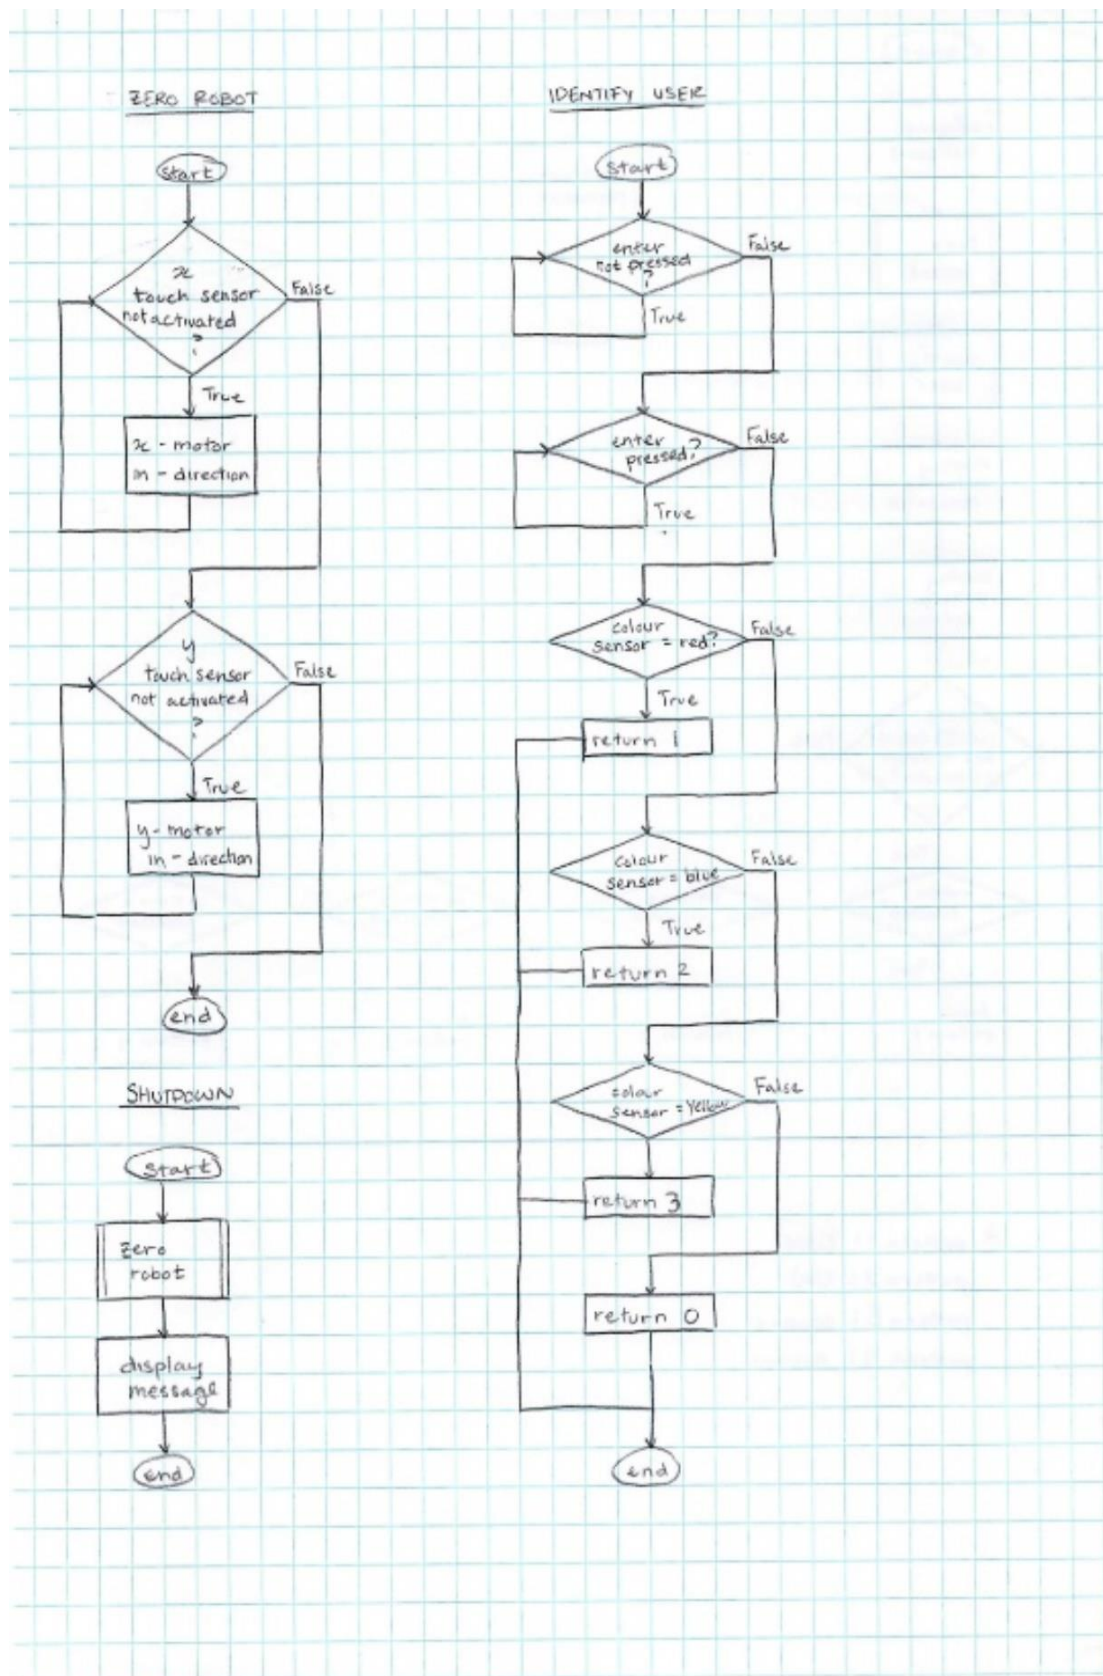 ZERO ROBOT
start
x
touch sensor
not activated
?
False
True
x - motor
in - direction
y
touch sensor
not activated
?
False
True
y - motor
in - direction
end
SHUTDOWN
start
zero
robot
display
message
end
IDENTIFY USER
start
enter
not pressed
?
False
True
enter
pressed?
False
True
colour
sensor = red?
False
True
return 1
colour
sensor = blue
False
True
return 2
colour
sensor = Yellow
False
return 3
return 0
end